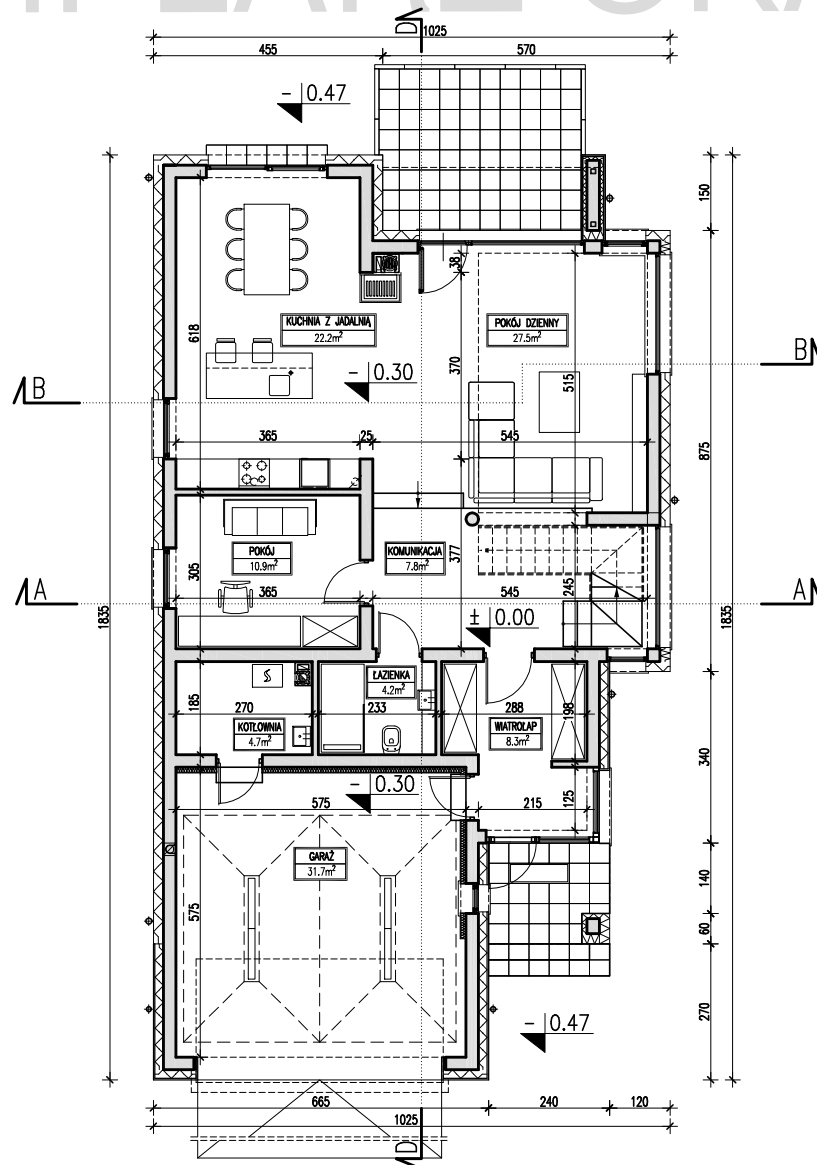 D
1025
455
570
- 0.47
150
38
KUCHNIA Z JADALNIĄ
22.2m²
POKÓJ DZIENNY
27.5m²
618
- 0.30
370
515
B
B
365
25
545
875
POKÓJ
10.9m²
KOMUNIKACJA
7.8m²
305
377
245
365
545
A
A
1835
1835
± 0.00
ŁAZIENKA
4.2m²
185
270
233
288
198
KOTŁOWNIA
4.7m²
WIATROŁAP
8.3m²
340
- 0.30
575
215
125
GARAŻ
31.7m²
575
140
60
270
- 0.47
665
240
120
1025
D